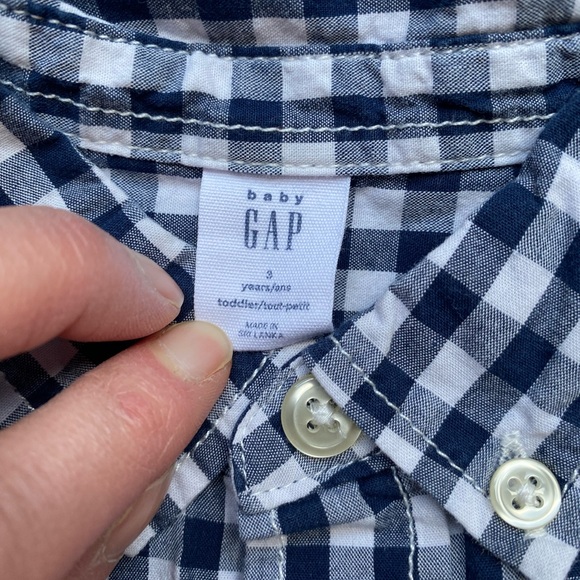 baby
GAP
3
years/ans
toddler/tout-petit
MADE IN
SRI LANKA